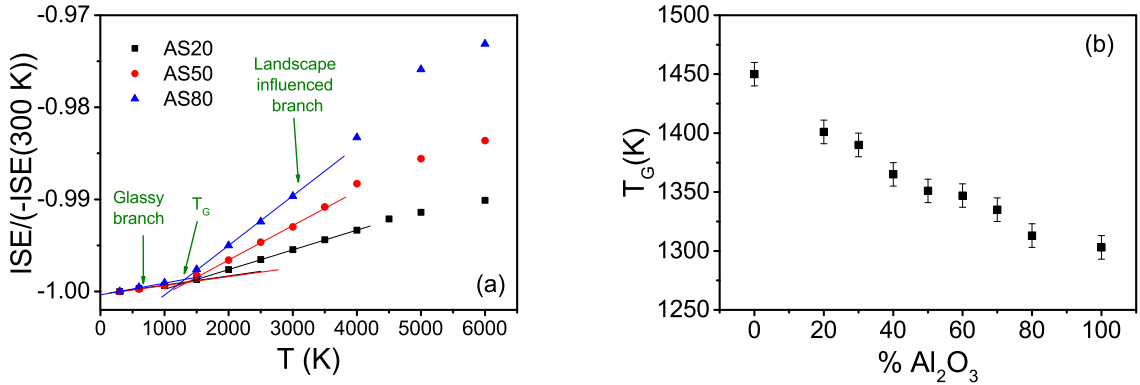 -0.97
-0.98
-0.99
-1.00
ISE/(-ISE(300 K))
AS20
AS50
AS80
Landscape
influenced
branch
Glassy
branch
T_G
(a)
0 1000 2000 3000 4000 5000 6000
T (K)
1500
1450
1400
1350
1300
1250
T_G(K)
(b)
0 20 40 60 80 100
% Al₂O₃